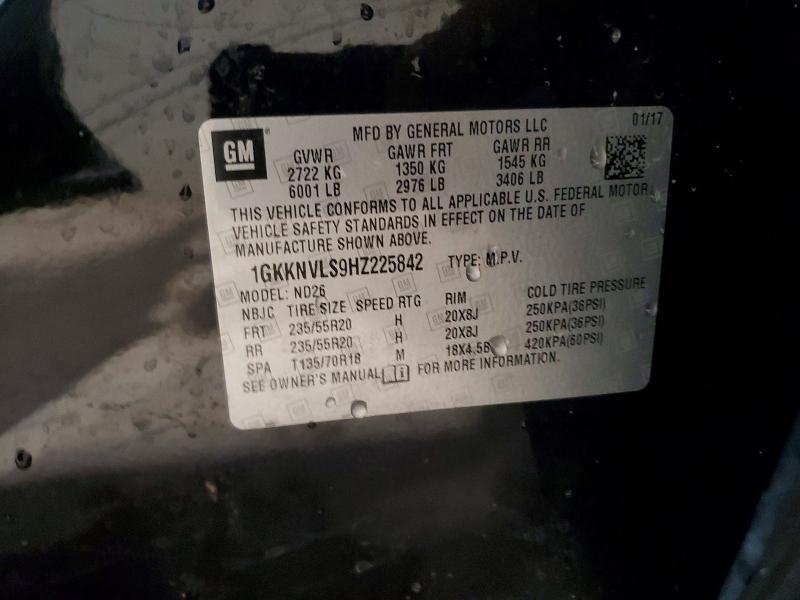 GM
MFD BY GENERAL MOTORS LLC
01/17
GVWR GAWR FRT GAWR RR
2722 KG 1350 KG 1545 KG
6001 LB 2976 LB 3406 LB
THIS VEHICLE CONFORMS TO ALL APPLICABLE U.S. FEDERAL MOTOR
VEHICLE SAFETY STANDARDS IN EFFECT ON THE DATE OF
MANUFACTURE SHOWN ABOVE.
1GKKNVLS9HZ225842 TYPE: M.P.V.
MODEL: ND26
NBJC TIRE SIZE SPEED RTG RIM COLD TIRE PRESSURE
FRT 235/55R20 H 20X8J 250KPA(36PSI)
RR 235/55R20 H 20X8J 250KPA(36PSI)
SPA T135/70R18 M 18X4.5B 420KPA(60PSI)
SEE OWNER'S MANUAL FOR MORE INFORMATION.